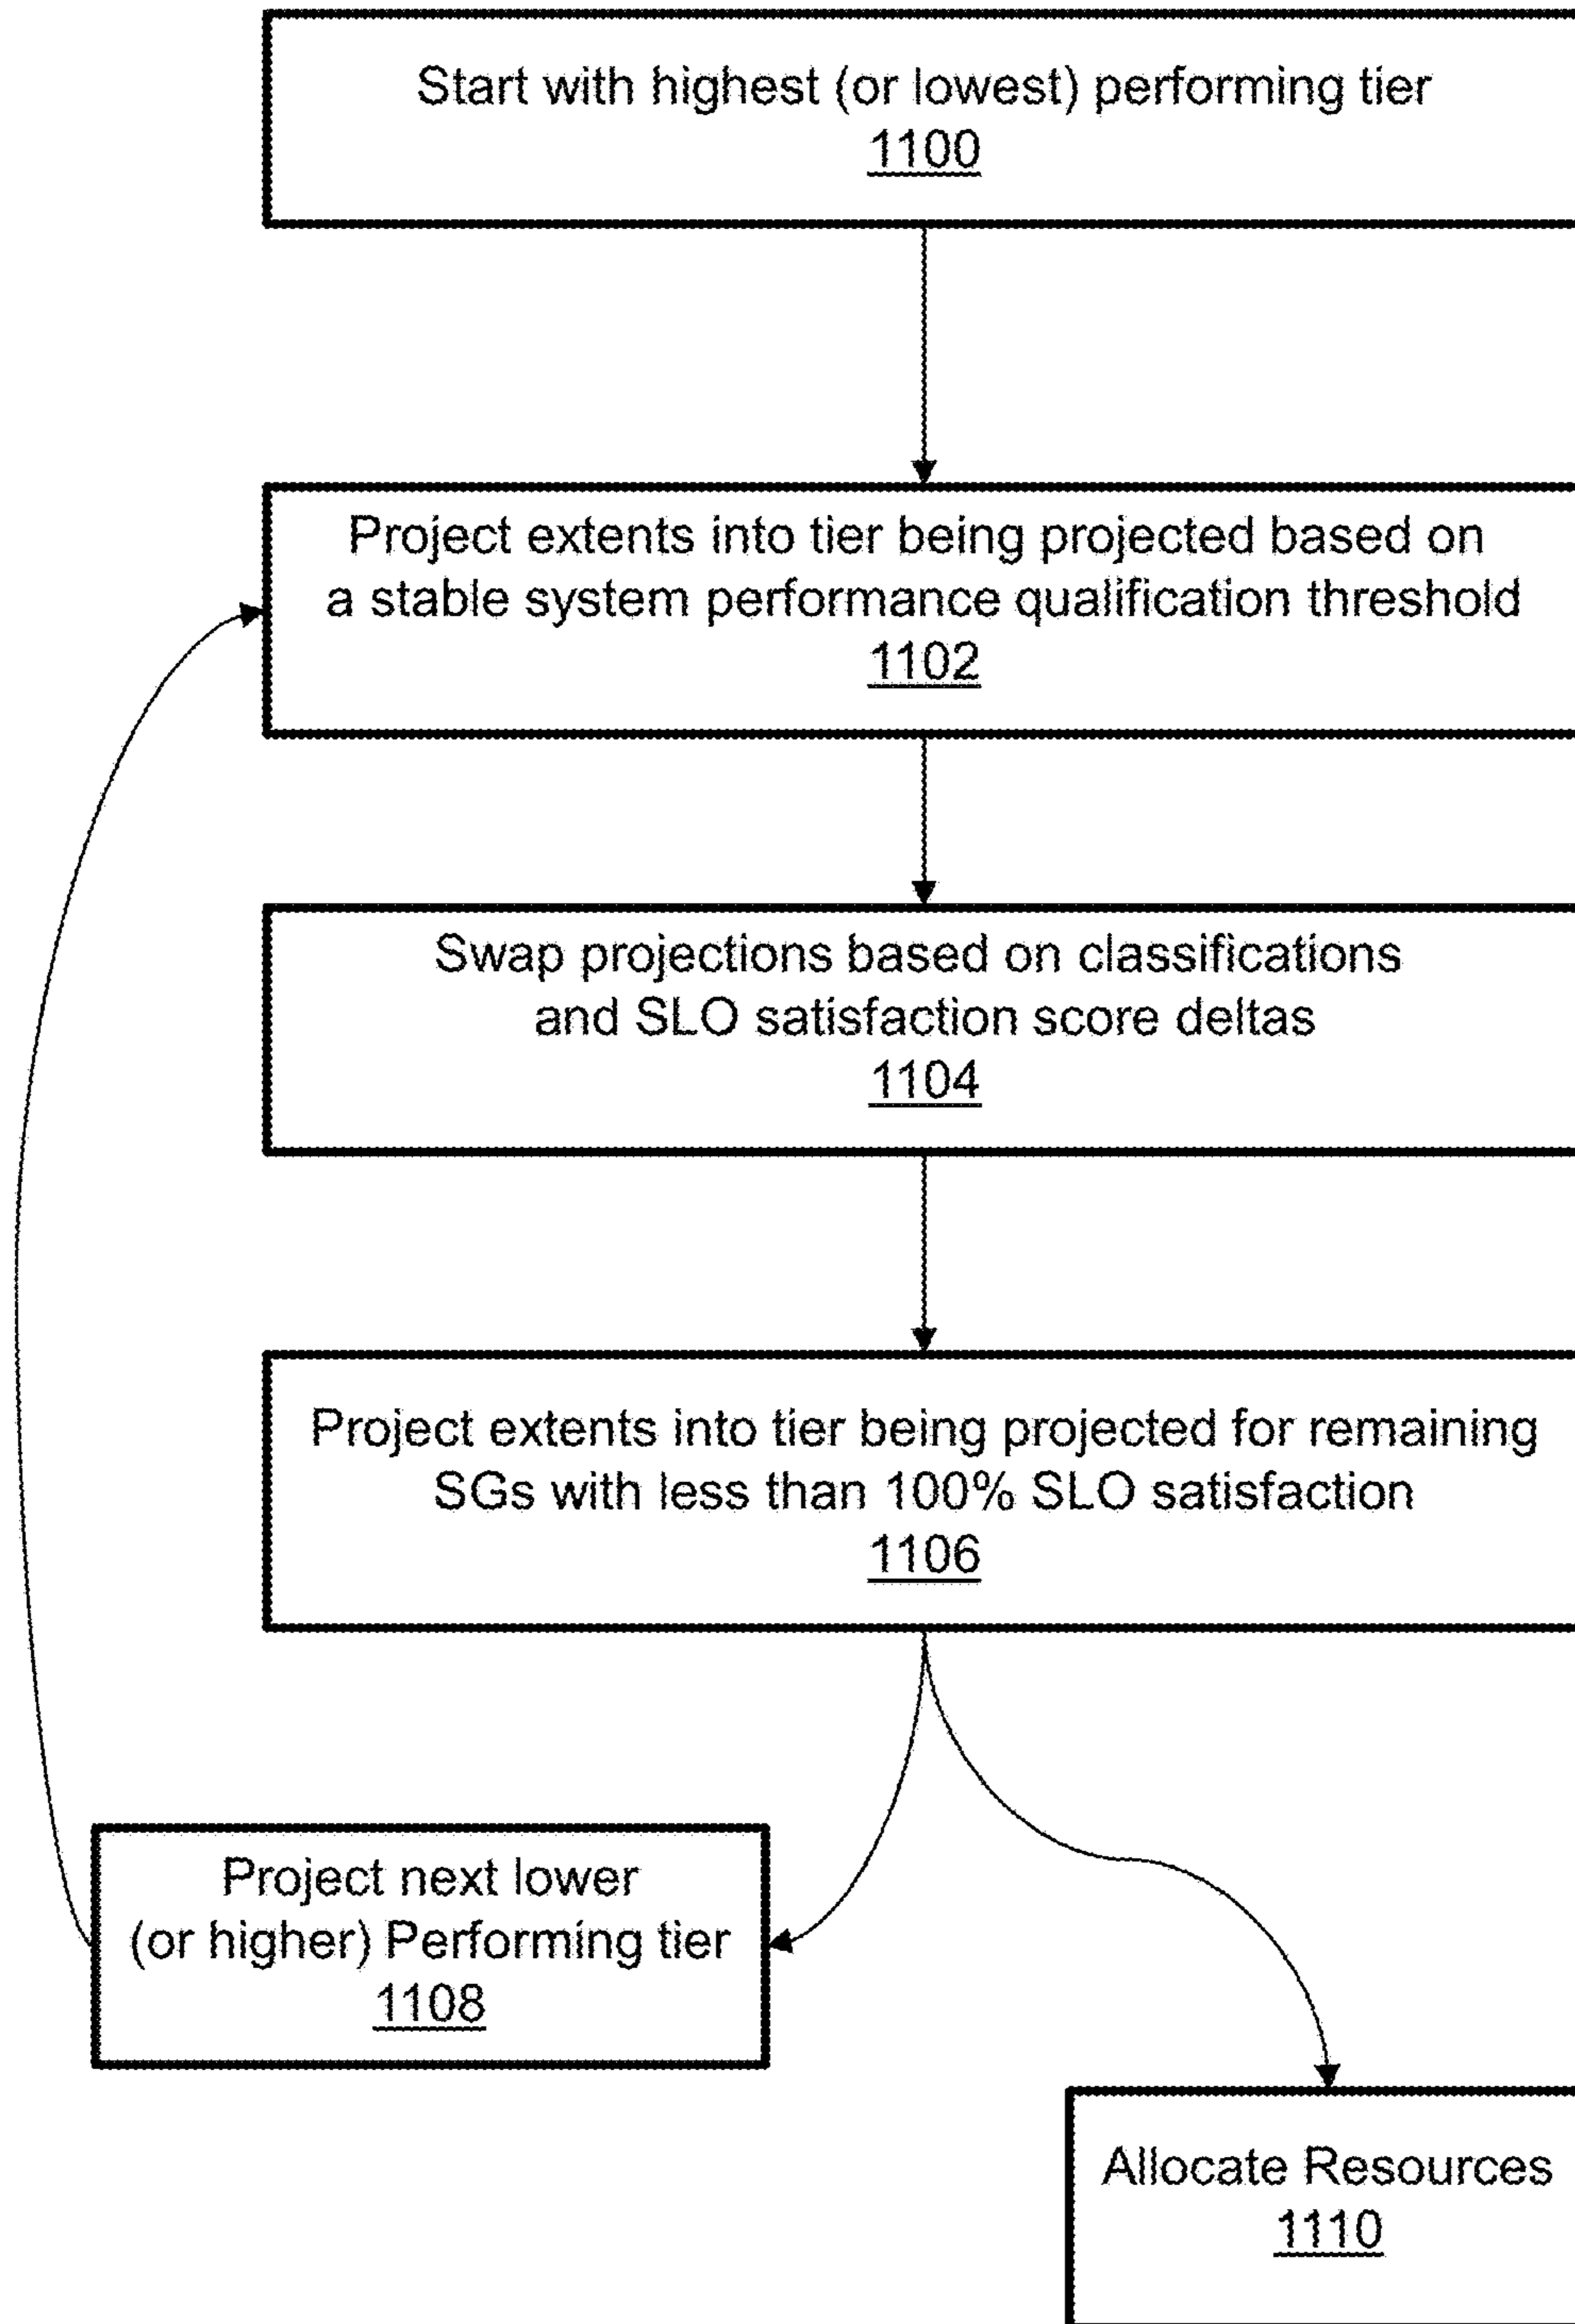 Start with highest (or lowest) performing tier
1100
Project extents into tier being projected based on
a stable system performance qualification threshold
1102
Swap projections based on classifications
and SLO satisfaction score deltas
1104
Project extents into tier being projected for remaining
SGs with less than 100% SLO satisfaction
1106
Project next lower
(or higher) Performing tier
1108
Allocate Resources
1110